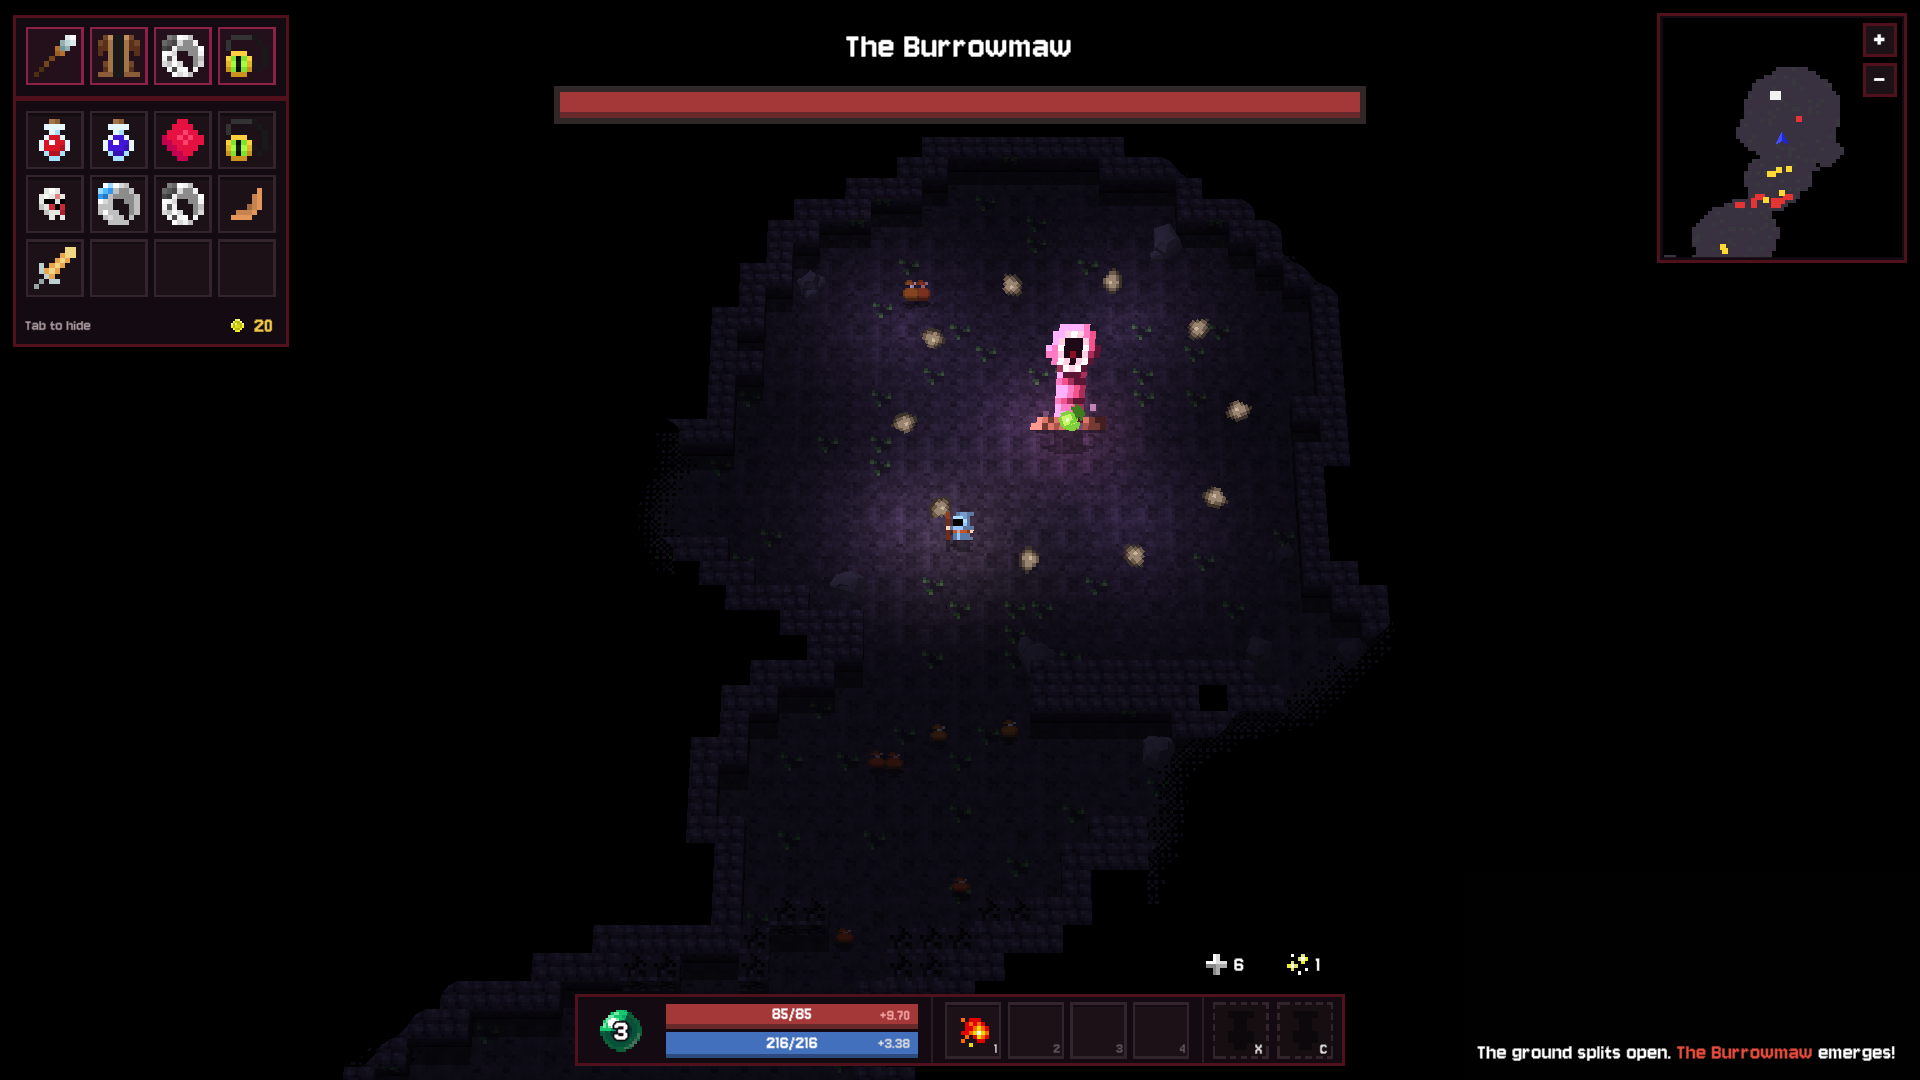 The Burrowmaw
+
−
Tab to hide
20
6
1
3
85/85
+9.70
216/216
+3.38
1
2
3
4
X
C
The ground splits open. The Burrowmaw emerges!